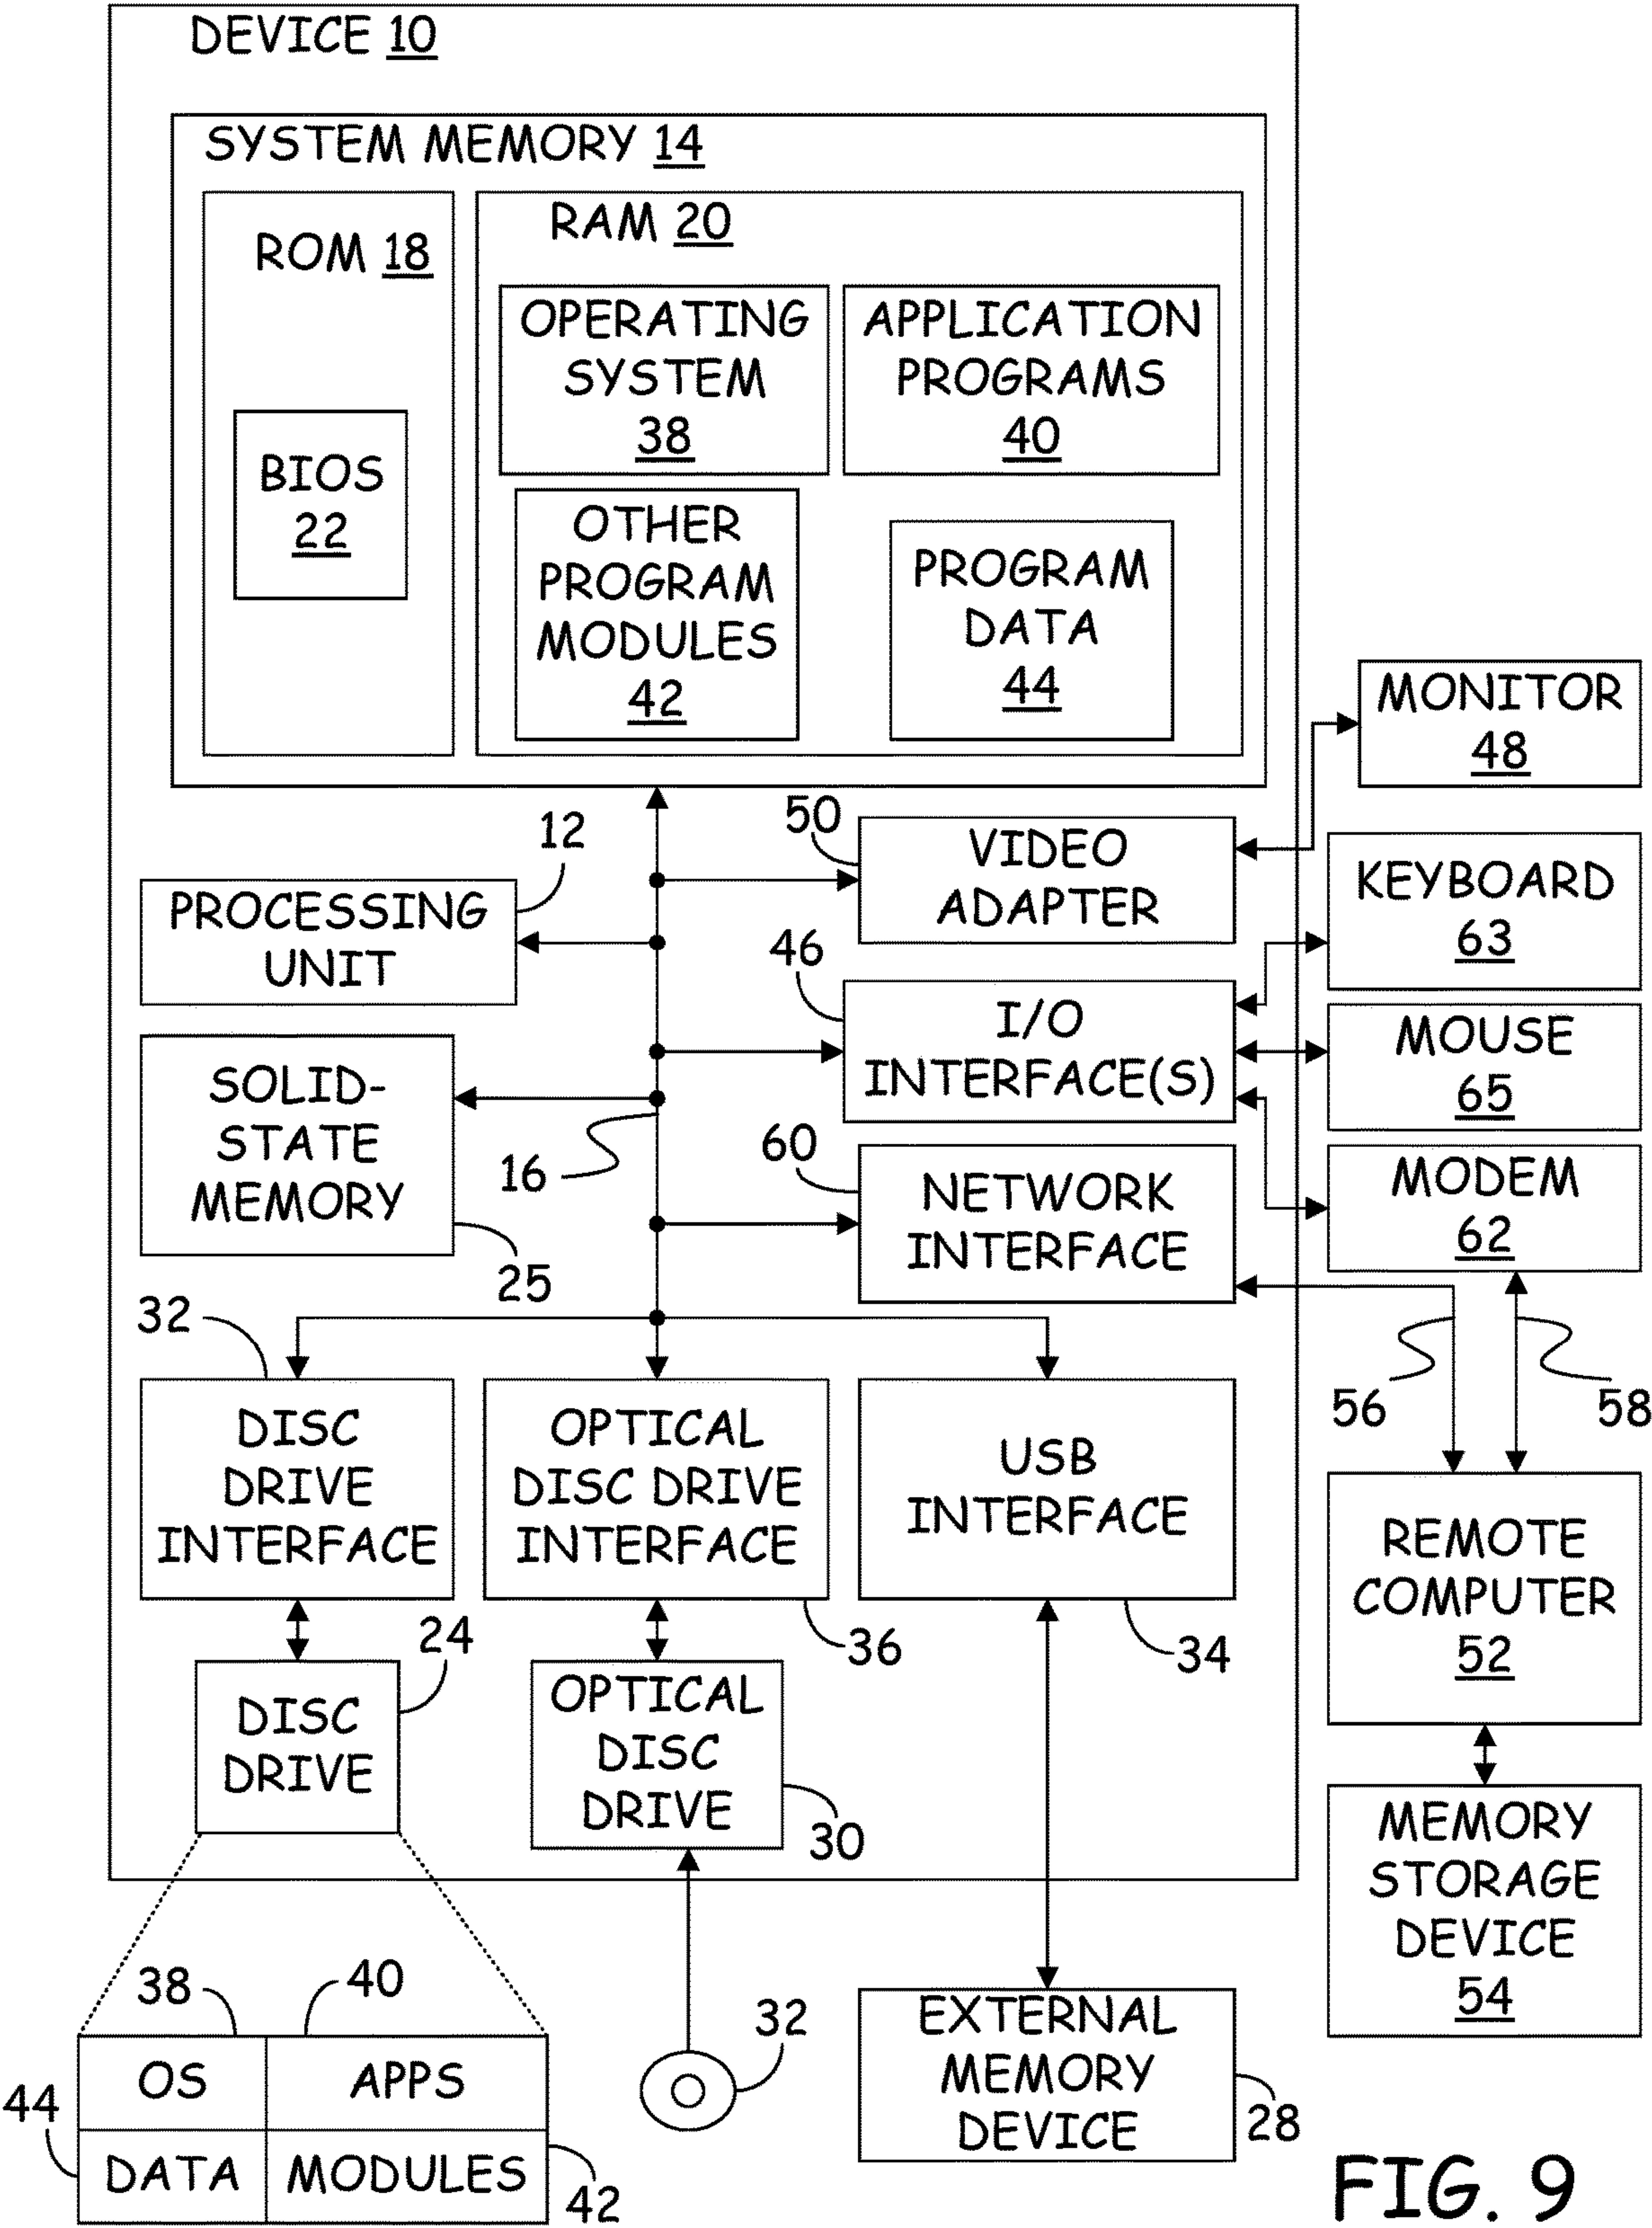 DEVICE 10
SYSTEM MEMORY 14
ROM 18
BIOS
22
RAM 20
OPERATING
SYSTEM
38
APPLICATION
PROGRAMS
40
OTHER
PROGRAM
MODULES
42
PROGRAM
DATA
44
MONITOR
48
12
PROCESSING
UNIT
50
VIDEO
ADAPTER
KEYBOARD
63
46
I/O
INTERFACE(S)
MOUSE
65
SOLID-
STATE
MEMORY
25
16
60
NETWORK
INTERFACE
MODEM
62
56
58
32
DISC
DRIVE
INTERFACE
OPTICAL
DISC DRIVE
INTERFACE
36
USB
INTERFACE
34
REMOTE
COMPUTER
52
24
DISC
DRIVE
OPTICAL
DISC
DRIVE
30
MEMORY
STORAGE
DEVICE
54
38
40
OS
APPS
44
DATA
MODULES
42
32
EXTERNAL
MEMORY
DEVICE
28
FIG. 9